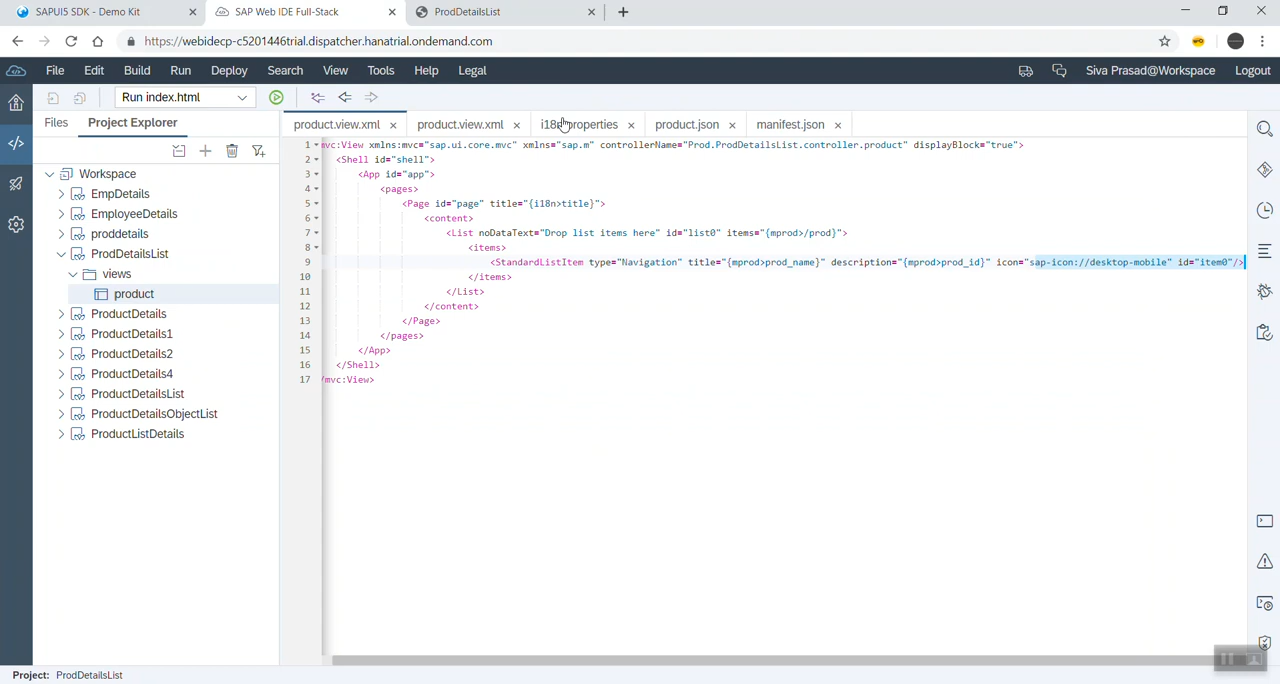 SAPUI5 SDK - Demo Kit
SAP Web IDE Full-Stack
ProdDetailsList
https://webidecp-c5201446trial.dispatcher.hanatrial.ondemand.com
File Edit Build Run Deploy Search View Tools Help Legal
Siva Prasad@Workspace Logout
Run index.html
Files Project Explorer
product.view.xml product.view.xml i18n.properties product.json manifest.json
Workspace
EmpDetails
EmployeeDetails
proddetails
ProdDetailsList
views
product
ProductDetails
ProductDetails1
ProductDetails2
ProductDetails4
ProductDetailsList
ProductDetailsObjectList
ProductListDetails
1 mvc:View xmlns:mvc="sap.ui.core.mvc" xmlns="sap.m" controllerName="Prod.ProdDetailsList.controller.product" displayBlock="true">
2 <Shell id="shell">
3 <App id="app">
4 <pages>
5 <Page id="page" title="{i18n>title}">
6 <content>
7 <List noDataText="Drop list items here" id="list0" items="{mprod>/prod}">
8 <items>
9 <StandardListItem type="Navigation" title="{mprod>prod_name}" description="{mprod>prod_id}" icon="sap-icon://desktop-mobile" id="item0"/>
10 </items>
11 </List>
12 </content>
13 </Page>
14 </pages>
15 </App>
16 </Shell>
17 /mvc:View>
Project: ProdDetailsList